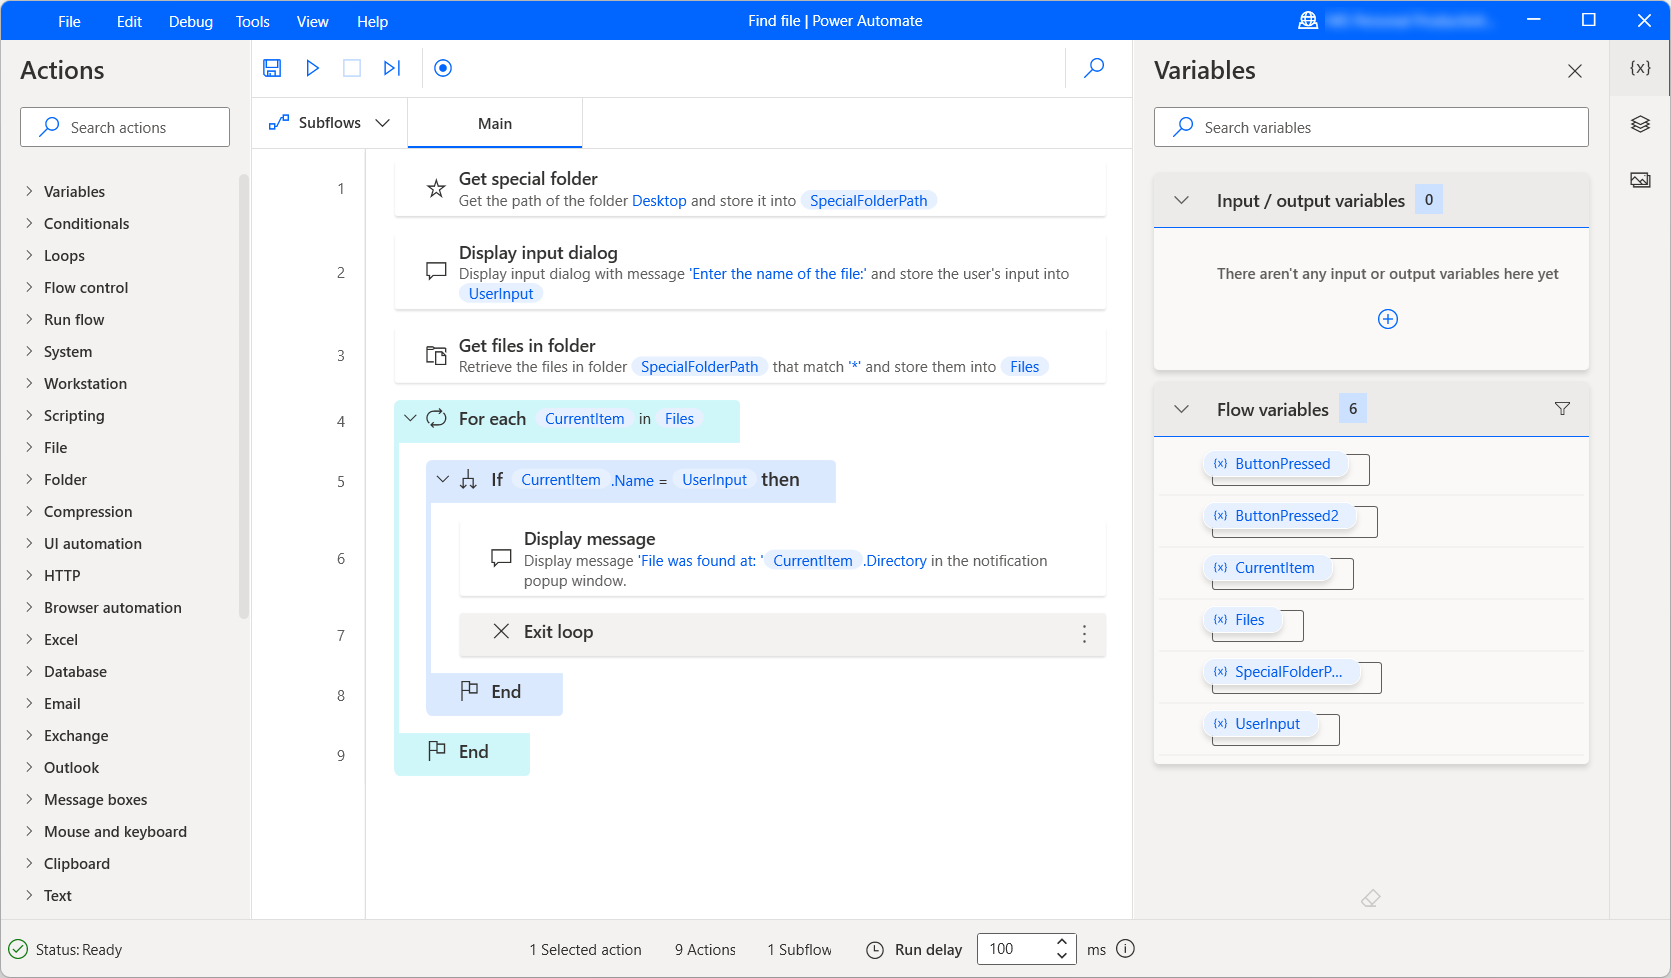 File Edit Debug Tools View Help Find file | Power Automate
Actions
Search actions
Variables
Conditionals
Loops
Flow control
Run flow
System
Workstation
Scripting
File
Folder
Compression
UI automation
HTTP
Browser automation
Excel
Database
Email
Exchange
Outlook
Message boxes
Mouse and keyboard
Clipboard
Text
Subflows Main
1 Get special folder
Get the path of the folder Desktop and store it into SpecialFolderPath
2 Display input dialog
Display input dialog with message 'Enter the name of the file:' and store the user's input into
UserInput
3 Get files in folder
Retrieve the files in folder SpecialFolderPath that match '*' and store them into Files
4 For each CurrentItem in Files
5 If CurrentItem .Name = UserInput then
6 Display message
Display message 'File was found at: ' CurrentItem .Directory in the notification
popup window.
7 Exit loop
8 End
9 End
Variables
{x}
Search variables
Input / output variables 0
There aren't any input or output variables here yet
Flow variables 6
{x} ButtonPressed
{x} ButtonPressed2
{x} CurrentItem
{x} Files
{x} SpecialFolderP...
{x} UserInput
Status: Ready 1 Selected action 9 Actions 1 Subflow Run delay 100 ms